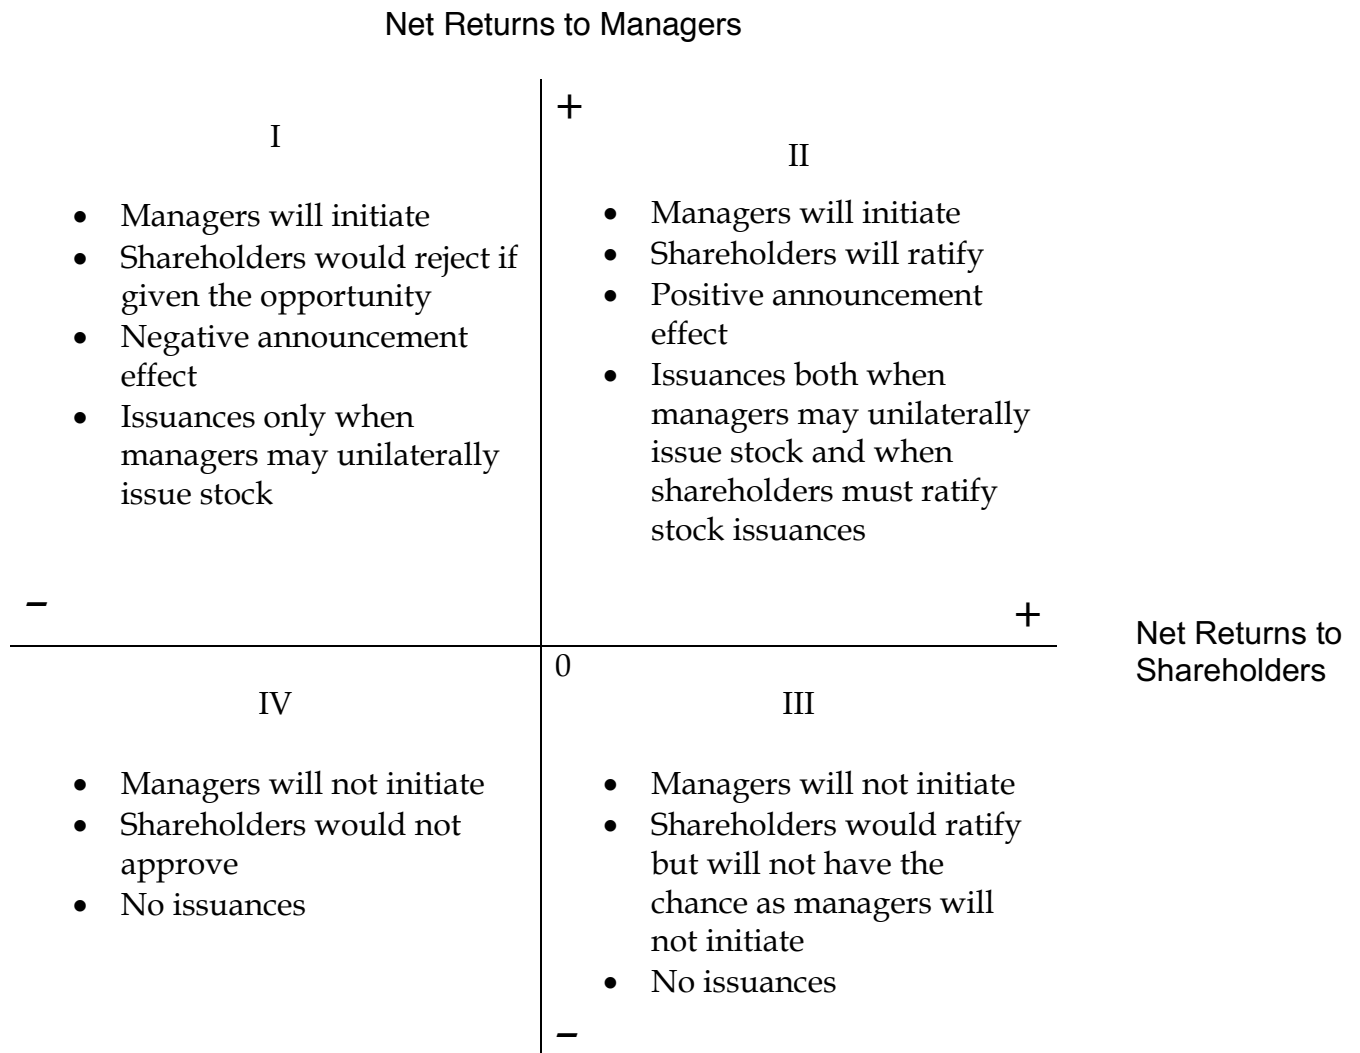 Net Returns to Managers
+
I
• Managers will initiate
• Shareholders would reject if
given the opportunity
• Negative announcement
effect
• Issuances only when
managers may unilaterally
issue stock
II
• Managers will initiate
• Shareholders will ratify
• Positive announcement
effect
• Issuances both when
managers may unilaterally
issue stock and when
shareholders must ratify
stock issuances
–
+
Net Returns to
Shareholders
0
IV
• Managers will not initiate
• Shareholders would not
approve
• No issuances
III
• Managers will not initiate
• Shareholders would ratify
but will not have the
chance as managers will
not initiate
• No issuances
–